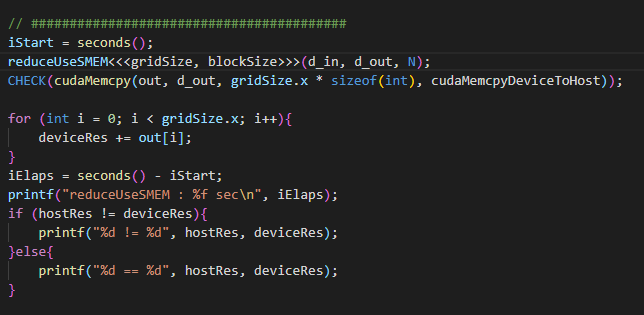 // #########################################
iStart = seconds();
reduceUseSMEM<<<gridSize, blockSize>>>(d_in, d_out, N);
CHECK(cudaMemcpy(out, d_out, gridSize.x * sizeof(int), cudaMemcpyDeviceToHost));

for (int i = 0; i < gridSize.x; i++){
    deviceRes += out[i];
}
iElaps = seconds() - iStart;
printf("reduceUseSMEM : %f sec\n", iElaps);
if (hostRes != deviceRes){
    printf("%d != %d", hostRes, deviceRes);
}else{
    printf("%d == %d", hostRes, deviceRes);
}